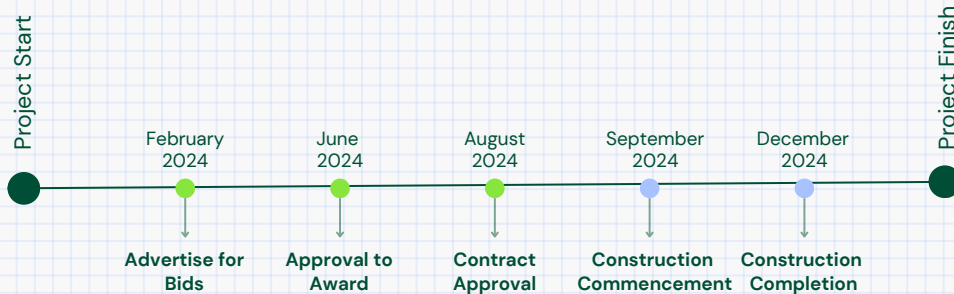 Project Start
Project Finish
February
2024
June
2024
August
2024
September
2024
December
2024
Advertise for
Bids
Approval to
Award
Contract
Approval
Construction
Commencement
Construction
Completion